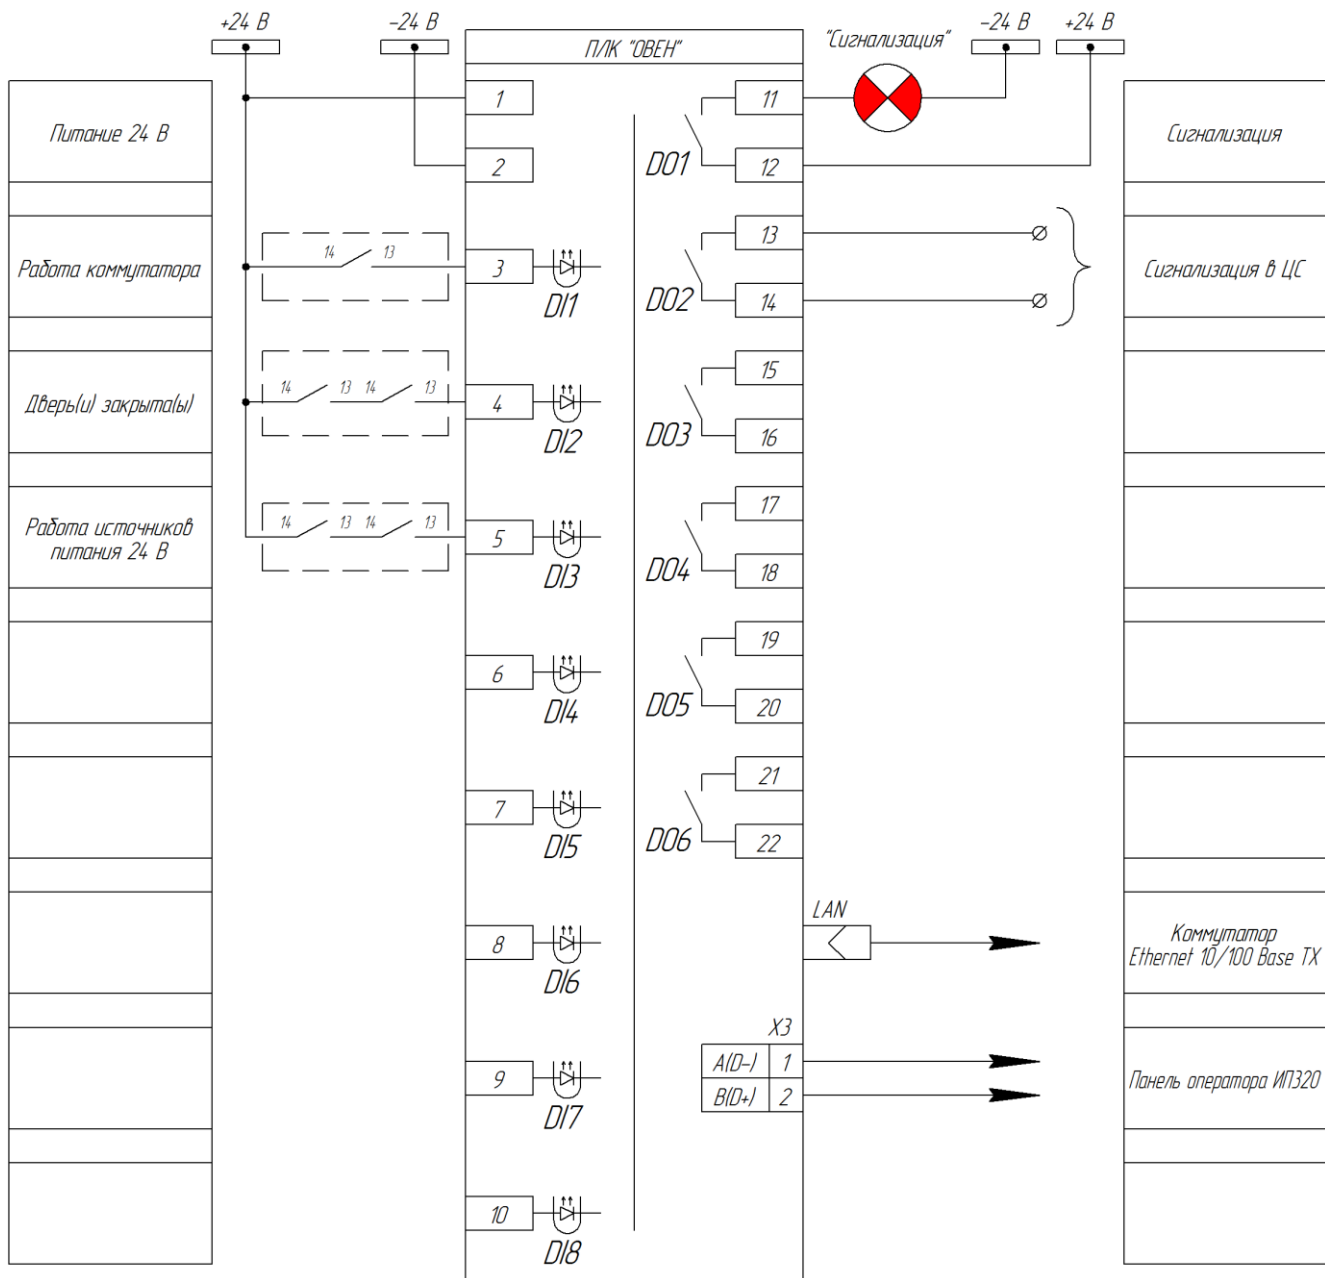 +24 В
-24 В
ПЛК "ОВЕН"
"Сигнализация"
-24 В
+24 В
Питание 24 В
1
2
11
12
DO1
Сигнализация
Работа коммутатора
14
13
3
DI1
13
14
DO2
Сигнализация в ЦС
Дверь(и) закрыта(ы)
14
13
14
13
4
DI2
15
16
DO3
Работа источников
питания 24 В
14
13
14
13
5
DI3
17
18
DO4
6
DI4
19
20
DO5
7
DI5
21
22
DO6
8
DI6
LAN
Коммутатор
Ethernet 10/100 Base TX
9
DI7
X3
A(D-)
1
B(D+)
2
Панель оператора ИП320
10
DI8